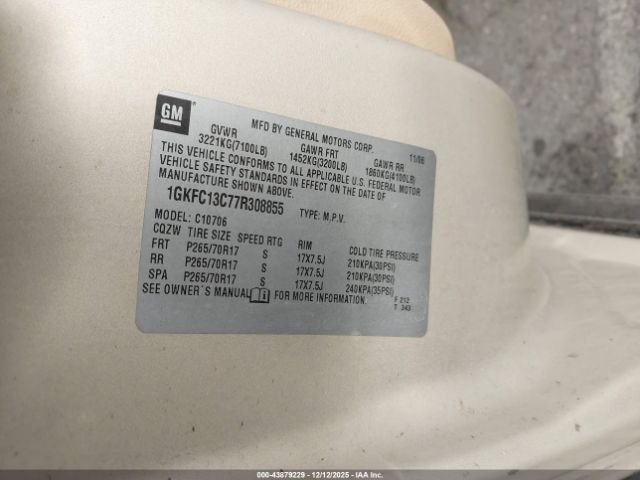 GM
MFD BY GENERAL MOTORS CORP. 11/06
GVWR GAWR FRT GAWR RR
3221KG(7100LB) 1452KG(3200LB) 1860KG(4100LB)
THIS VEHICLE CONFORMS TO ALL APPLICABLE U.S. FEDERAL MOTOR
VEHICLE SAFETY STANDARDS IN EFFECT ON THE DATE OF
MANUFACTURE SHOWN ABOVE.
1GKFC13C77R308855 TYPE: M.P.V.
MODEL: C10706
CQZW TIRE SIZE SPEED RTG RIM COLD TIRE PRESSURE
FRT P265/70R17 S 17X7.5J 210KPA(30PSI)
RR P265/70R17 S 17X7.5J 210KPA(30PSI)
SPA P265/70R17 S 17X7.5J 240KPA(35PSI)
SEE OWNER'S MANUAL FOR MORE INFORMATION.
F 212
T 343
000-43879229 - 12/12/2025 - IAAI.COM